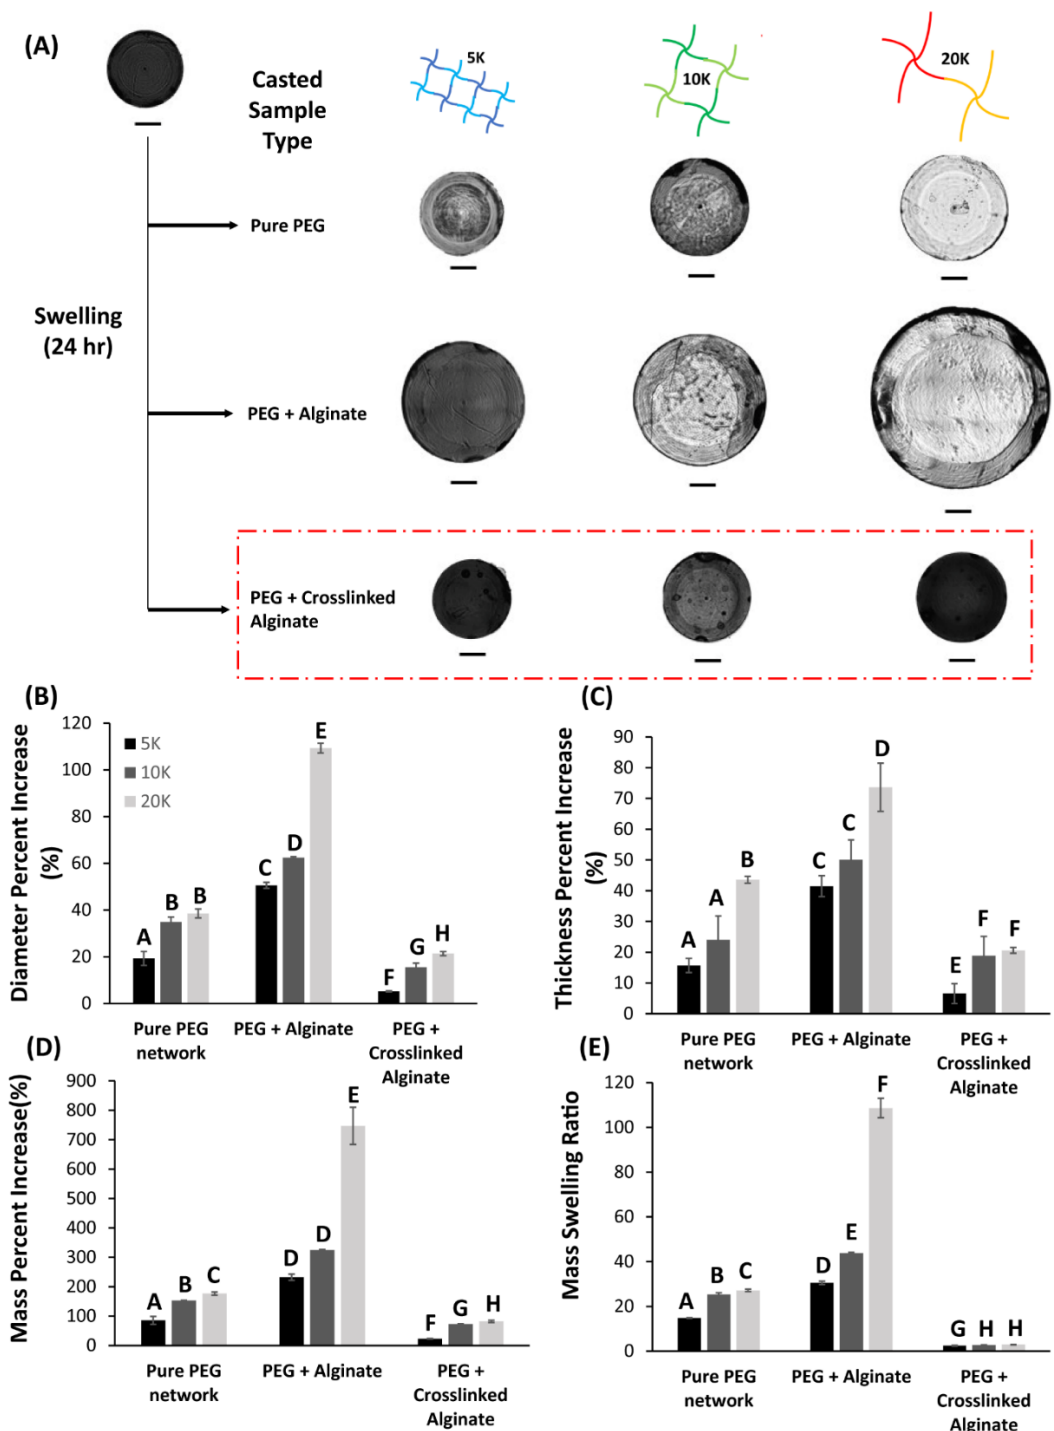 (A)
Casted
Sample
Type
5K
10K
20K
Pure PEG
Swelling
(24 hr)
PEG + Alginate
PEG + Crosslinked
Alginate
(B)
Diameter Percent Increase
(%)
120
100
80
60
40
20
0
5K
10K
20K
A
B
B
C
D
E
F
G
H
Pure PEG
network
PEG + Alginate
PEG +
Crosslinked
Alginate
(C)
Thickness Percent Increase
(%)
90
80
70
60
50
40
30
20
10
0
A
A
B
C
C
D
E
F
F
Pure PEG
network
PEG + Alginate
PEG +
Crosslinked
Alginate
(D)
Mass Percent Increase(%)
900
800
700
600
500
400
300
200
100
0
A
B
C
D
D
E
F
G
H
Pure PEG
network
PEG + Alginate
PEG +
Crosslinked
Alginate
(E)
Mass Swelling Ratio
120
100
80
60
40
20
0
A
B
C
D
E
F
G
H
H
Pure PEG
network
PEG + Alginate
PEG +
Crosslinked
Alginate